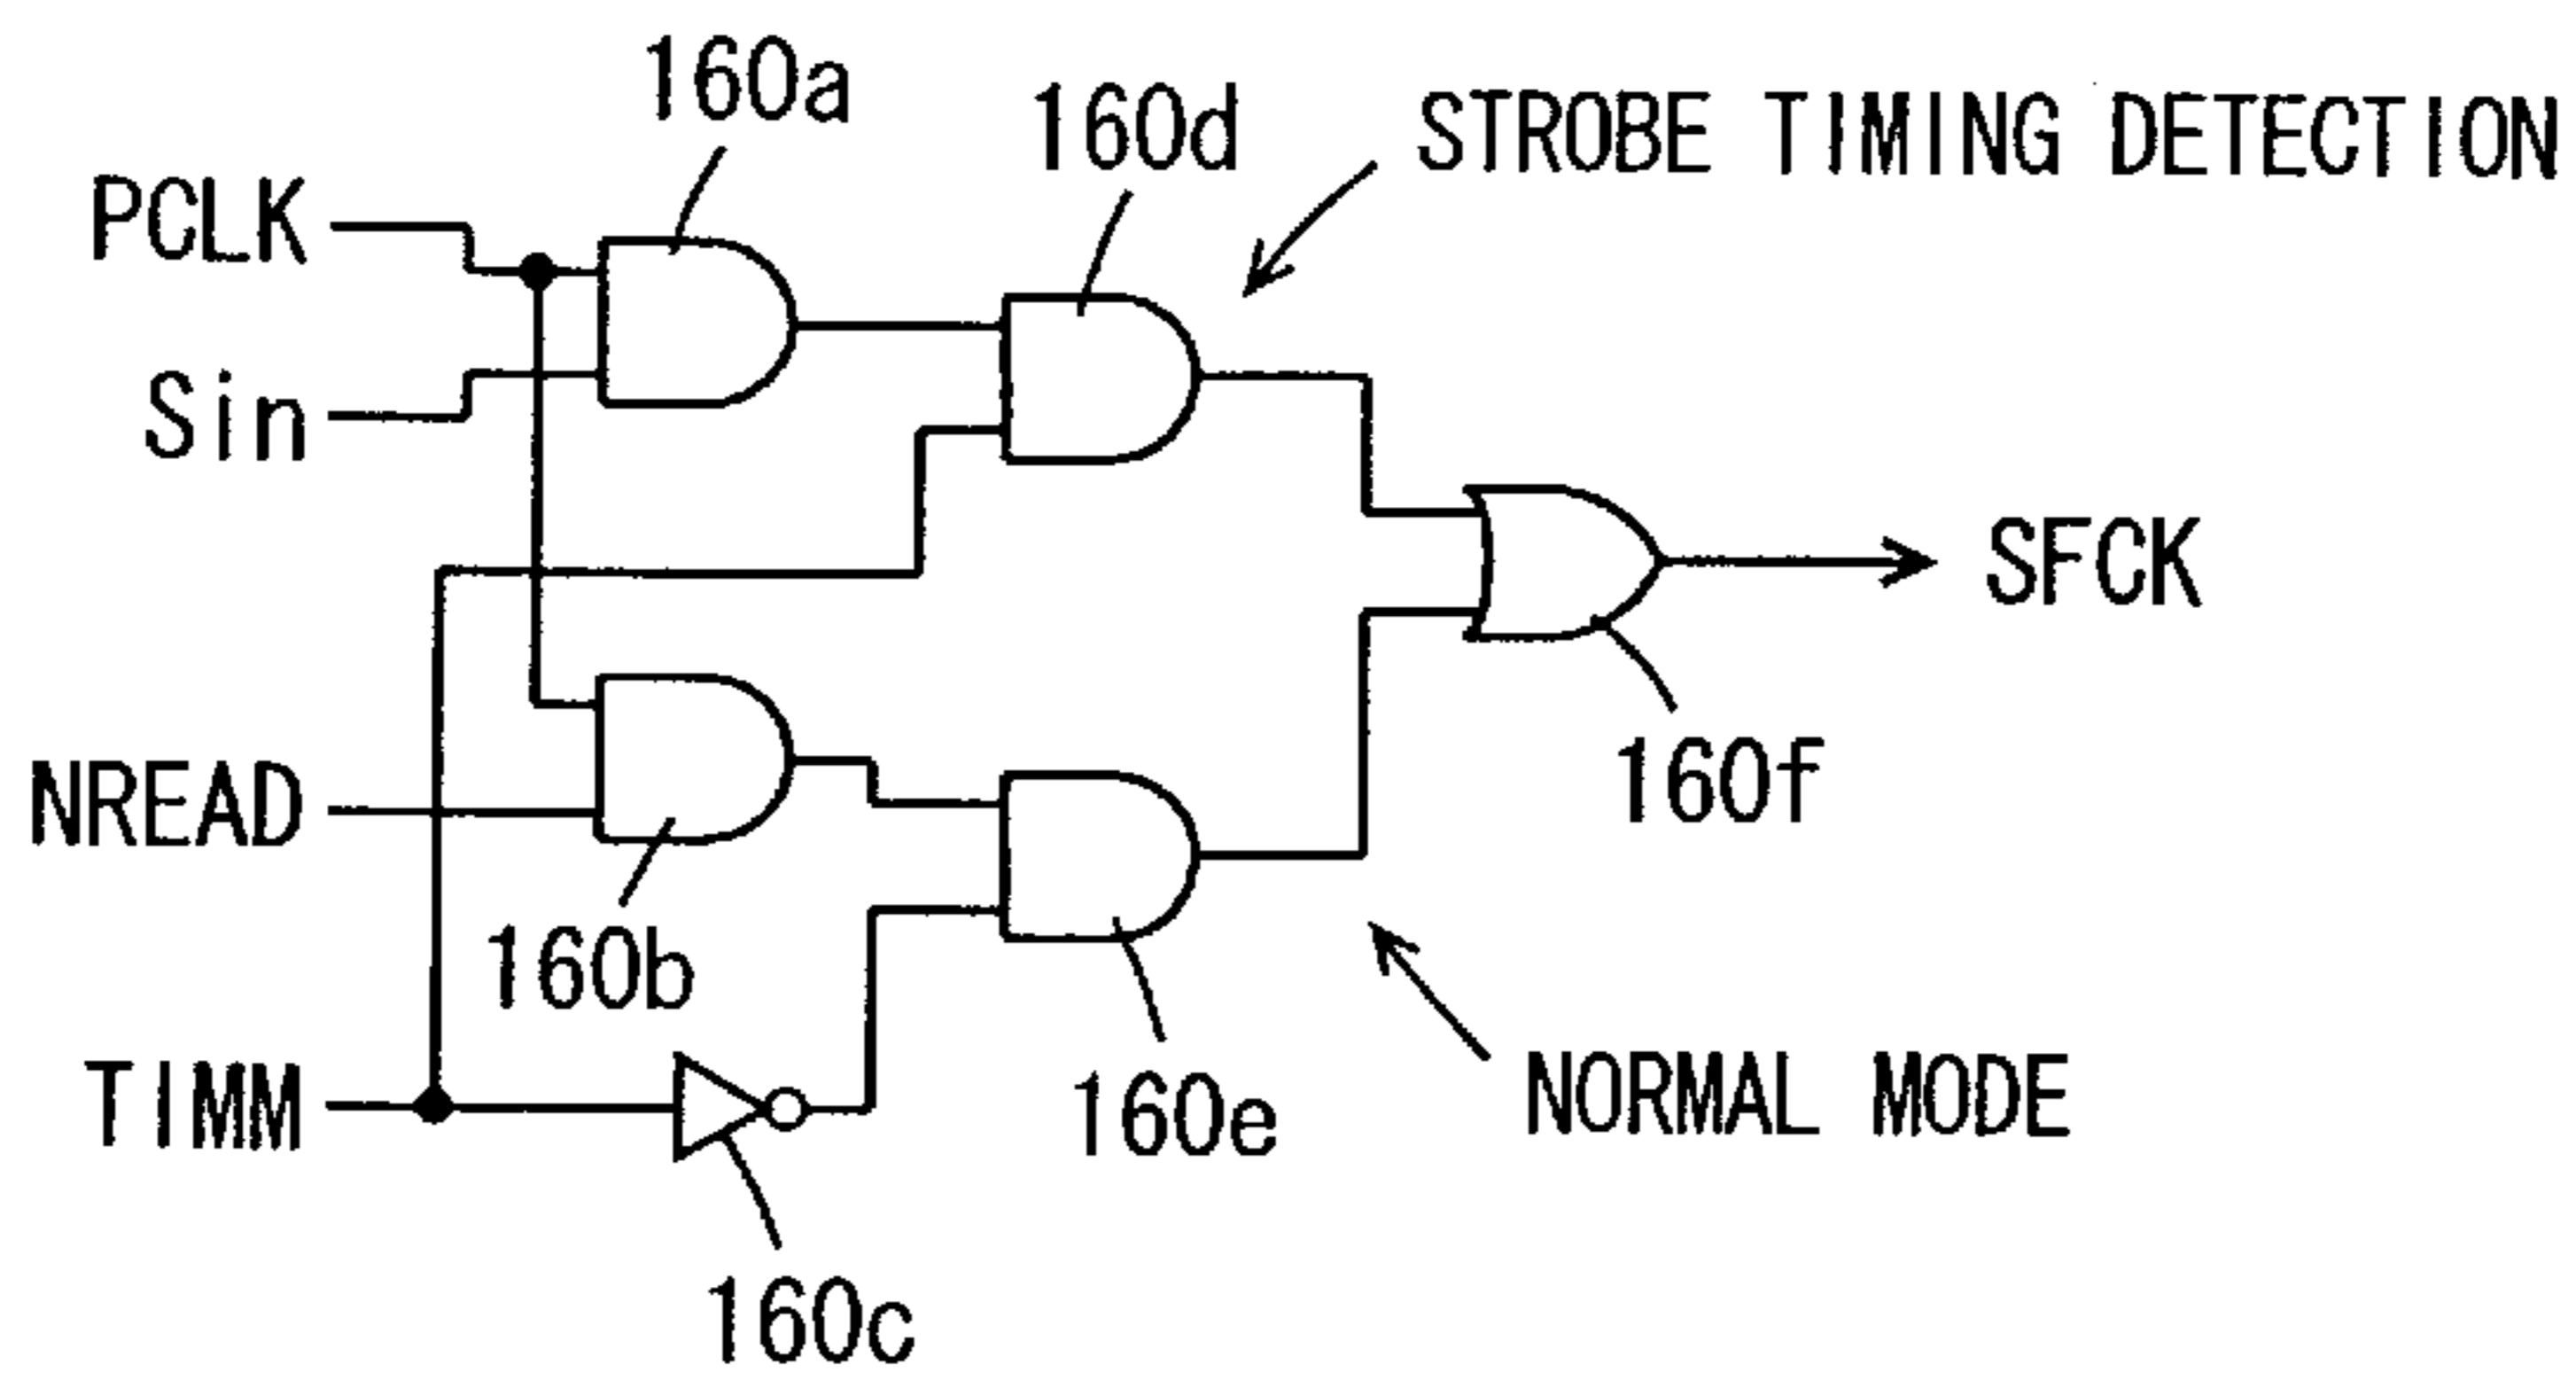 160a
160d
STROBE TIMING DETECTION
PCLK
Sin
SFCK
NREAD
160f
160b
TIMM
160e
NORMAL MODE
160c